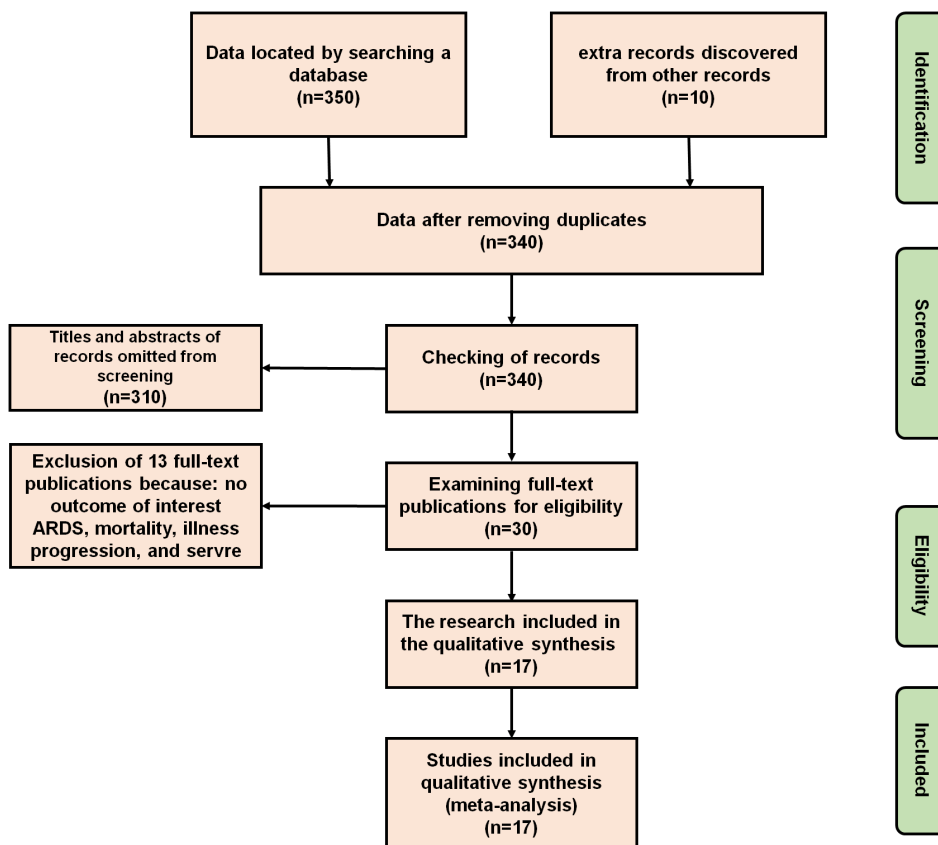 Data located by searching a
database
(n=350)
extra records discovered
from other records
(n=10)
Identification
Data after removing duplicates
(n=340)
Screening
Titles and abstracts of
records omitted from
screening
(n=310)
Checking of records
(n=340)
Exclusion of 13 full-text
publications because: no
outcome of interest
ARDS, mortality, illness
progression, and servre
Examining full-text
publications for eligibility
(n=30)
Eligibility
The research included in
the qualitative synthesis
(n=17)
Included
Studies included in
qualitative synthesis
(meta-analysis)
(n=17)